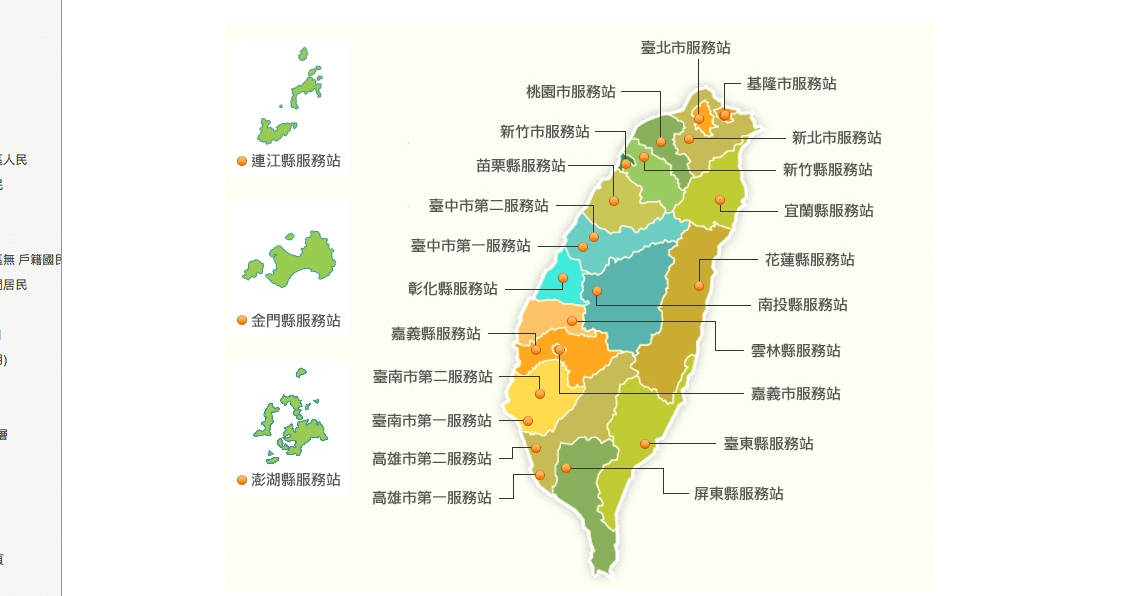 區人民
民
區無 戶籍國民
門居民
層
頁
臺北市服務站
基隆市服務站
桃園市服務站
新竹市服務站
新北市服務站
苗栗縣服務站
新竹縣服務站
臺中市第二服務站
宜蘭縣服務站
臺中市第一服務站
花蓮縣服務站
彰化縣服務站
南投縣服務站
嘉義縣服務站
雲林縣服務站
臺南市第二服務站
嘉義市服務站
臺南市第一服務站
臺東縣服務站
高雄市第二服務站
屏東縣服務站
高雄市第一服務站
連江縣服務站
金門縣服務站
澎湖縣服務站